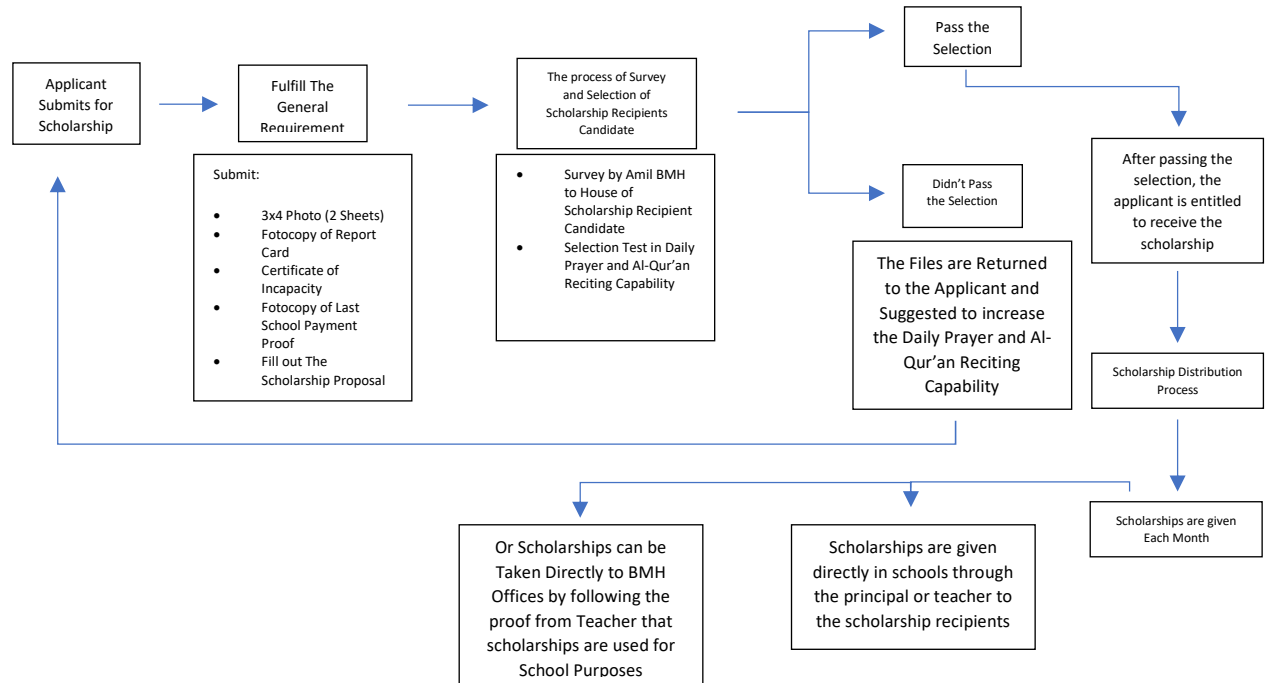 Applicant
Submits for
Scholarship
Fulfill The
General
Requirement
Submit:
• 3x4 Photo (2 Sheets)
• Fotocopy of Report
Card
• Certificate of
Incapacity
• Fotocopy of Last
School Payment
Proof
• Fill out The
Scholarship Proposal
The process of Survey
and Selection of
Scholarship Recipients
Candidate
• Survey by Amil BMH
to House of
Scholarship Recipient
Candidate
• Selection Test in Daily
Prayer and Al-Qur’an
Reciting Capability
Pass the
Selection
Didn’t Pass
the Selection
The Files are Returned
to the Applicant and
Suggested to increase
the Daily Prayer and Al-
Qur’an Reciting
Capability
After passing the
selection, the
applicant is entitled
to receive the
scholarship
Scholarship Distribution
Process
Scholarships are given
Each Month
Scholarships are given
directly in schools through
the principal or teacher to
the scholarship recipients
Or Scholarships can be
Taken Directly to BMH
Offices by following the
proof from Teacher that
scholarships are used for
School Purposes